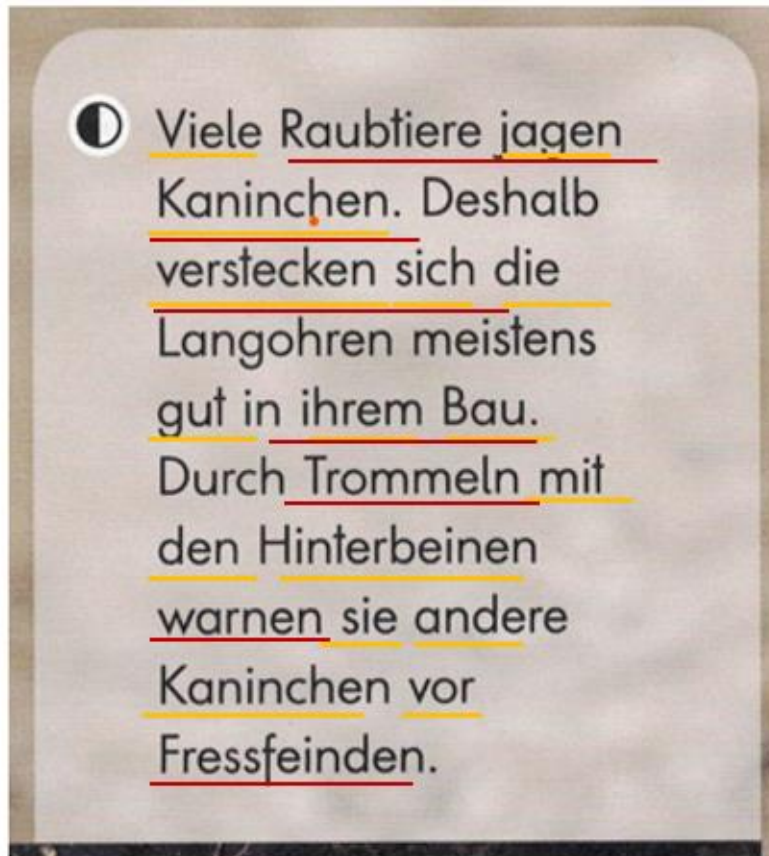 Viele Raubtiere jagen
Kaninchen. Deshalb
verstecken sich die
Langohren meistens
gut in ihrem Bau.
Durch Trommeln mit
den Hinterbeinen
warnen sie andere
Kaninchen vor
Fressfeinden.